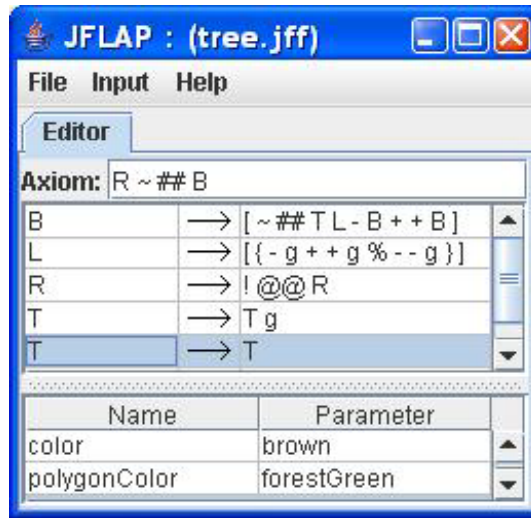 JFLAP : (tree.jff)
File Input Help
Editor
Axiom: R ~ ## B
B → [ ~ ## T L - B + + B ]
L → [ { - g + + g % - - g } ]
R → ! @@ R
T → T g
T → T
Name Parameter
color brown
polygonColor forestGreen